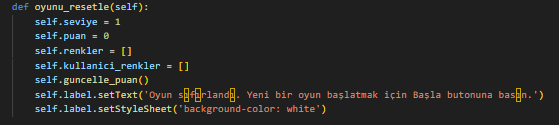 def oyunu_resetle(self):
self.seviye = 1
self.puan = 0
self.renkler = []
self.kullanici_renkler = []
self.guncelle_puan()
self.label.setText('Oyun sıfırlandı. Yeni bir oyun başlatmak için Başla butonuna basın.')
self.label.setStyleSheet('background-color: white')